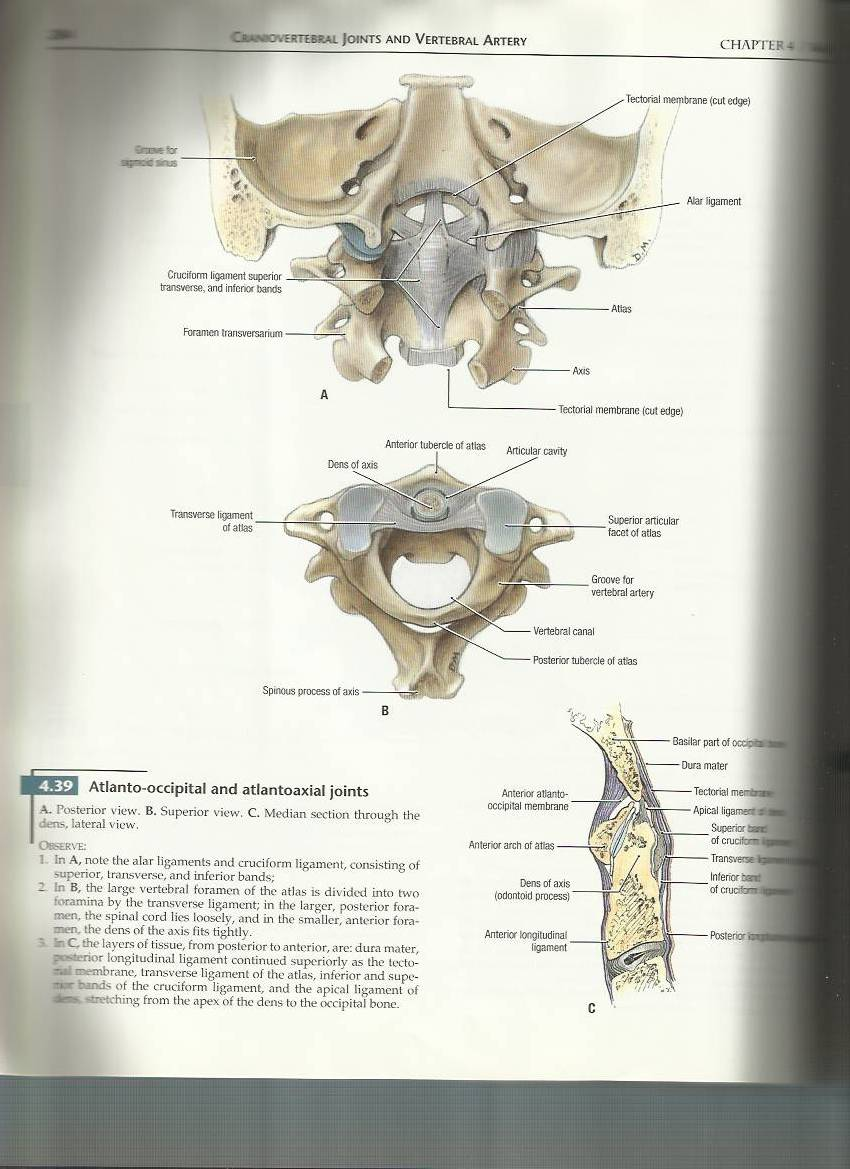 CRANIOVERTEBRAL JOINTS AND VERTEBRAL ARTERY
CHAPTER 4
Tectorial membrane (cut edge)
Groove for
sigmoid sinus
Alar ligament
D.M.
Cruciform ligament superior
transverse, and inferior bands
Atlas
Foramen transversarium
Axis
A
Tectorial membrane (cut edge)
Anterior tubercle of atlas
Articular cavity
Dens of axis
Transverse ligament
of atlas
Superior articular
facet of atlas
Groove for
vertebral artery
Vertebral canal
Posterior tubercle of atlas
Spinous process of axis
B
Basilar part of occipital
Dura mater
Tectorial membrane
Anterior atlanto-
occipital membrane
Apical ligament
Superior band
of cruciform
Anterior arch of atlas
Transverse
Inferior band
of cruciform
Dens of axis
(odontoid process)
Anterior longitudinal
ligament
Posterior
C
4.39 Atlanto-occipital and atlantoaxial joints
A. Posterior view. B. Superior view. C. Median section through the
dens, lateral view.
OBSERVE:
1. In A, note the alar ligaments and cruciform ligament, consisting of
superior, transverse, and inferior bands;
2. In B, the large vertebral foramen of the atlas is divided into two
foramina by the transverse ligament; in the larger, posterior fora-
men, the spinal cord lies loosely, and in the smaller, anterior fora-
men, the dens of the axis fits tightly.
3. In C, the layers of tissue, from posterior to anterior, are: dura mater,
posterior longitudinal ligament continued superiorly as the tecto-
rial membrane, transverse ligament of the atlas, inferior and supe-
rior bands of the cruciform ligament, and the apical ligament of
dens, stretching from the apex of the dens to the occipital bone.